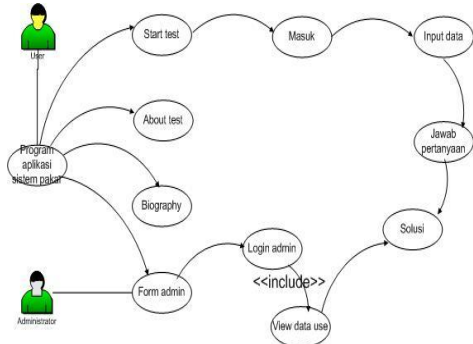 User
Start test
Masuk
Input data
About test
Program
aplikasi
sistem pakar
Jawab
pertanyaan
Biography
Solusi
Login admin
<<include>>
Form admin
Administrator
View data use